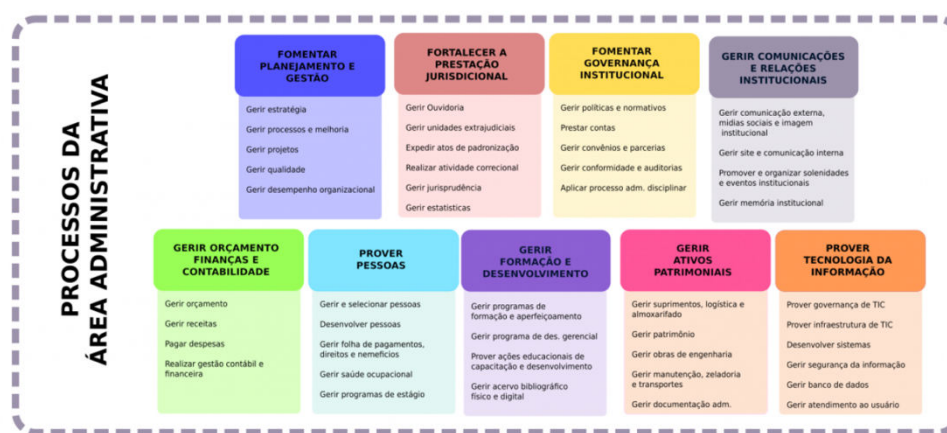 PROCESSOS DA
ÁREA ADMINISTRATIVA
FOMENTAR
PLANEJAMENTO E
GESTÃO
Gerir estratégia
Gerir processos e melhoria
Gerir projetos
Gerir qualidade
Gerir desempenho organizacional
FORTALECER A
PRESTAÇÃO
JURISDICIONAL
Gerir Ouvidoria
Gerir unidades extrajudiciais
Expedir atos de padronização
Realizar atividade correcional
Gerir jurisprudência
Gerir estatísticas
FOMENTAR
GOVERNANÇA
INSTITUCIONAL
Gerir políticas e normativos
Prestar contas
Gerir convênios e parcerias
Gerir conformidade e auditorias
Aplicar processo adm. disciplinar
GERIR COMUNICAÇÕES
E RELAÇÕES
INSTITUCIONAIS
Gerir comunicação externa,
mídias sociais e imagem
institucional
Gerir site e comunicação interna
Promover e organizar solenidades
e eventos institucionais
Gerir memória institucional
GERIR ORÇAMENTO
FINANÇAS E
CONTABILIDADE
Gerir orçamento
Gerir receitas
Pagar despesas
Realizar gestão contábil e
financeira
PROVER
PESSOAS
Gerir e selecionar pessoas
Desenvolver pessoas
Gerir folha de pagamentos,
direitos e nemefícios
Gerir saúde ocupacional
Gerir programas de estágio
GERIR
FORMAÇÃO E
DESENVOLVIMENTO
Gerir programas de
formação e aperfeiçoamento
Gerir programa de des. gerencial
Prover ações educacionais de
capacitação e desenvolvimento
Gerir acervo bibliográfico
físico e digital
GERIR
ATIVOS
PATRIMONIAIS
Gerir suprimentos, logística e
almoxarifado
Gerir patrimônio
Gerir obras de engenharia
Gerir manutenção, zeladoria
e transportes
Gerir documentação adm.
PROVER
TECNOLOGIA DA
INFORMAÇÃO
Prover governança de TIC
Prover infraestrutura de TIC
Desenvolver sistemas
Gerir segurança da informação
Gerir banco de dados
Gerir atendimento ao usuário